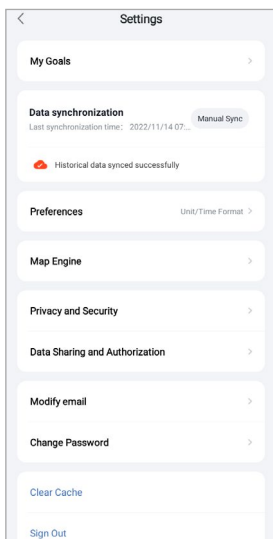 Settings
My Goals
Data synchronization
Last synchronization time: 2022/11/14 07:...
Manual Sync
Historical data synced successfully
Preferences
Unit/Time Format
Map Engine
Privacy and Security
Data Sharing and Authorization
Modify email
Change Password
Clear Cache
Sign Out